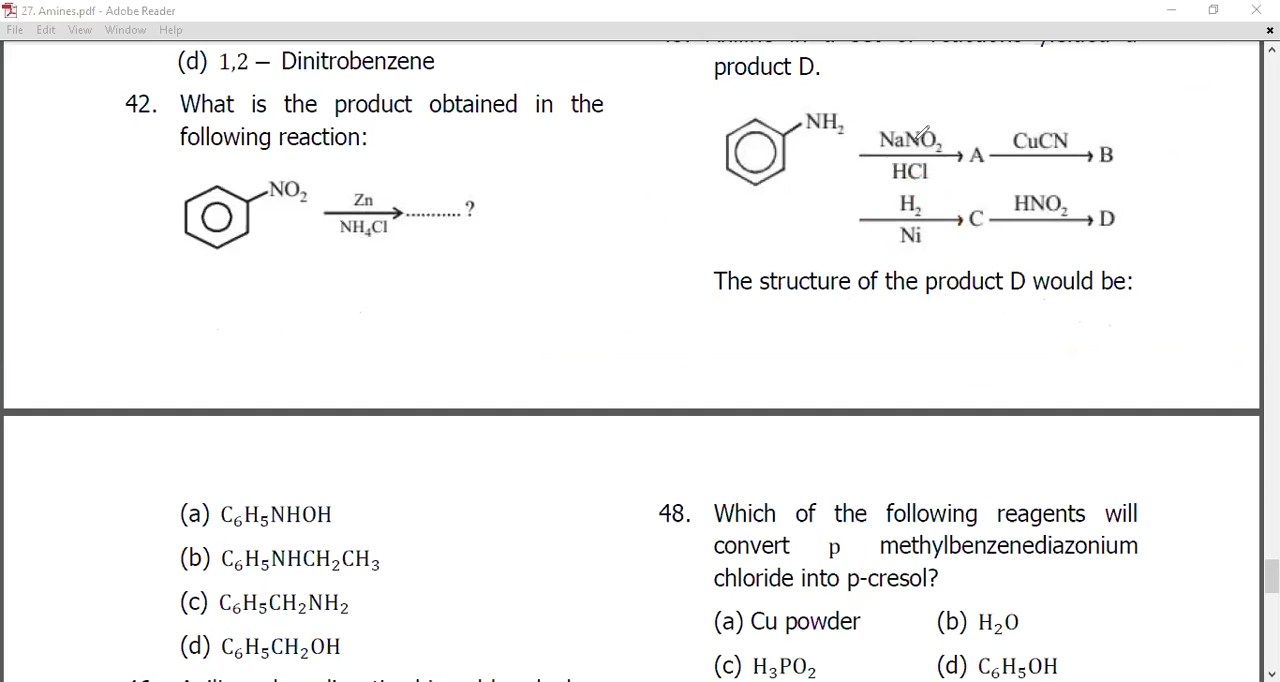 27. Amines.pdf - Adobe Reader
File Edit View Window Help
(d) 1,2 – Dinitrobenzene
42. What is the product obtained in the
following reaction:
NO₂
Zn
NH₄Cl
...........?
(a) C₆H₅NHOH
(b) C₆H₅NHCH₂CH₃
(c) C₆H₅CH₂NH₂
(d) C₆H₅CH₂OH
product D.
NH₂
NaNO₂ CuCN
A B
HCl
H₂ HNO₂
C D
Ni
The structure of the product D would be:
48. Which of the following reagents will
convert p methylbenzenediazonium
chloride into p-cresol?
(a) Cu powder (b) H₂O
(c) H₃PO₂ (d) C₆H₅OH